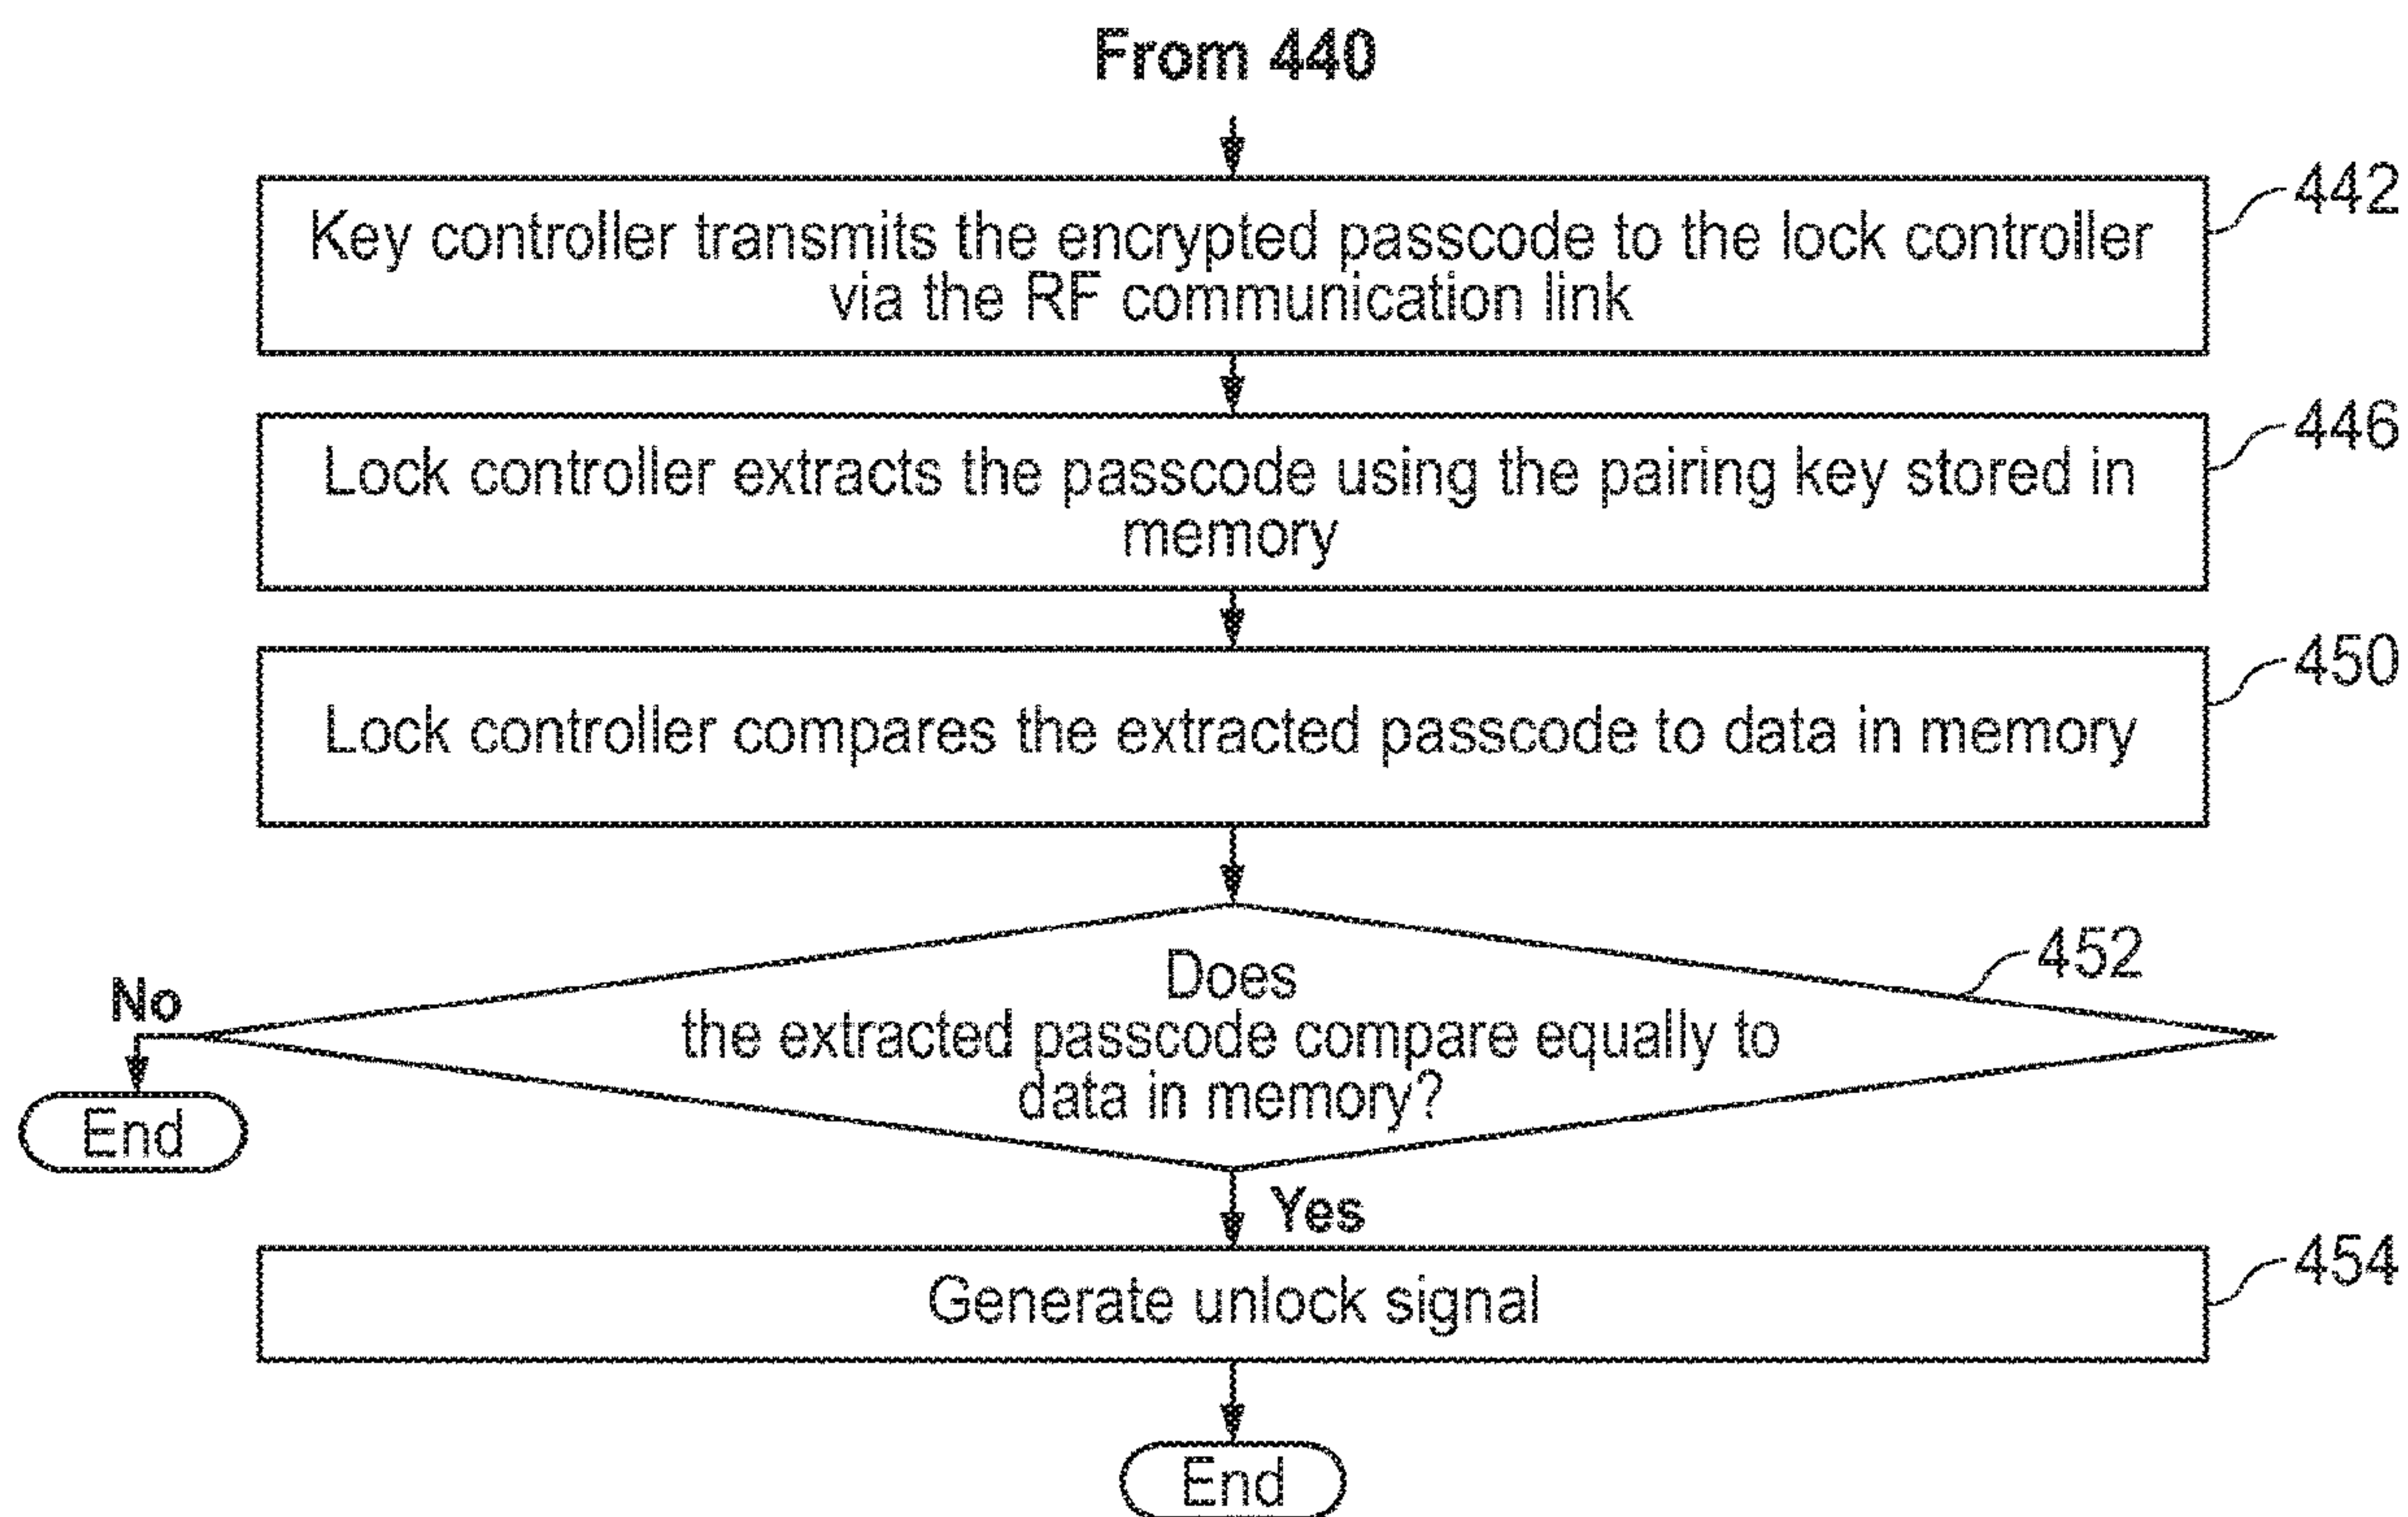 From 440
442
Key controller transmits the encrypted passcode to the lock controller
via the RF communication link
446
Lock controller extracts the passcode using the pairing key stored in
memory
450
Lock controller compares the extracted passcode to data in memory
452
Does
the extracted passcode compare equally to
data in memory?
No
End
Yes
454
Generate unlock signal
End